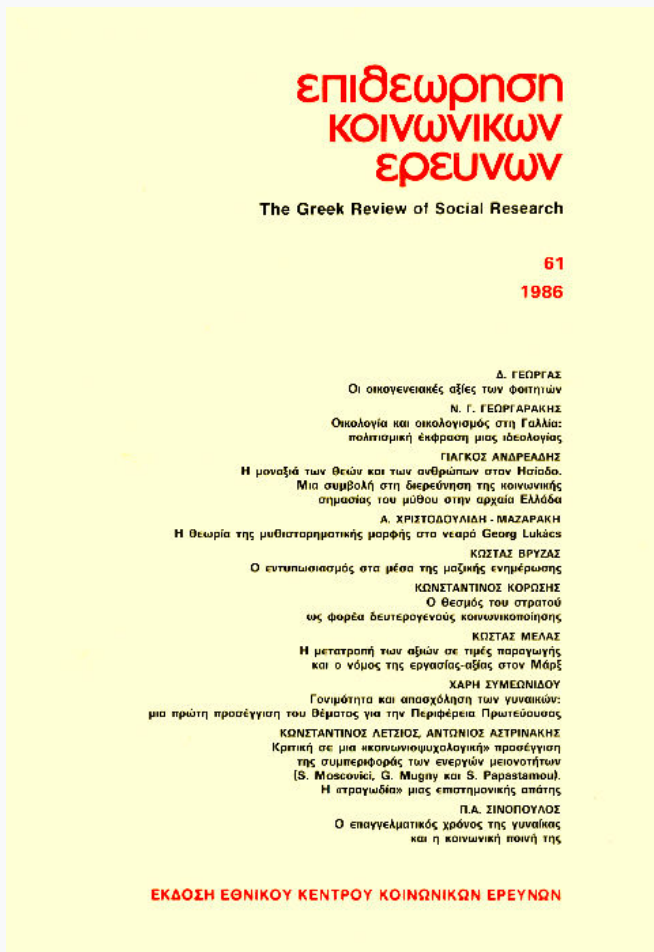 επιθεωρηση
κοινωνικων
ερευνων
The Greek Review of Social Research
61
1986
Δ. ΓΕΩΡΓΑΣ
Οι οικογενειακές αξίες των φοιτητών
Ν. Γ. ΓΕΩΡΓΑΡΑΚΗΣ
Οικολογία και οικολογισμός στη Γαλλία:
πολιτισμική έκφραση μιας ιδεολογίας
ΓΙΑΓΚΟΣ ΑΝΔΡΕΑΔΗΣ
Η μοναξιά των θεών και των ανθρώπων στον Ησίοδο.
Μια συμβολή στη διερεύνηση της κοινωνικής
σημασίας του μύθου στην αρχαία Ελλάδα
Α. ΧΡΙΣΤΟΔΟΥΛΙΔΗ - ΜΑΖΑΡΑΚΗ
Η θεωρία της μυθιστορηματικής μορφής στο νεαρό Georg Lukács
ΚΩΣΤΑΣ ΒΡΥΖΑΣ
Ο εντυπωσιασμός στα μέσα της μαζικής ενημέρωσης
ΚΩΝΣΤΑΝΤΙΝΟΣ ΚΟΡΩΣΗΣ
Ο θεσμός του στρατού
ως φορέα δευτερογενούς κοινωνικοποίησης
ΚΩΣΤΑΣ ΜΕΛΑΣ
Η μετατροπή των αξιών σε τιμές παραγωγής
και ο νόμος της εργασίας-αξίας στον Μάρξ
ΧΑΡΗ ΣΥΜΕΩΝΙΔΟΥ
Γονιμότητα και απασχόληση των γυναικών:
μια πρώτη προσέγγιση του θέματος για την Περιφέρεια Πρωτεύουσας
ΚΩΝΣΤΑΝΤΙΝΟΣ ΛΕΤΣΙΟΣ, ΑΝΤΩΝΙΟΣ ΑΣΤΡΙΝΑΚΗΣ
Κριτική σε μια «κοινωνιοψυχολογική» προσέγγιση
της συμπεριφοράς των ενεργών μειονοτήτων
(S. Moscovici, G. Mugny και S. Papastamou).
Η «τραγωδία» μιας επιστημονικής απάτης
Π.Α. ΣΙΝΟΠΟΥΛΟΣ
Ο επαγγελματικός χρόνος της γυναίκας
και η κοινωνική ποινή της
ΕΚΔΟΣΗ ΕΘΝΙΚΟΥ ΚΕΝΤΡΟΥ ΚΟΙΝΩΝΙΚΩΝ ΕΡΕΥΝΩΝ